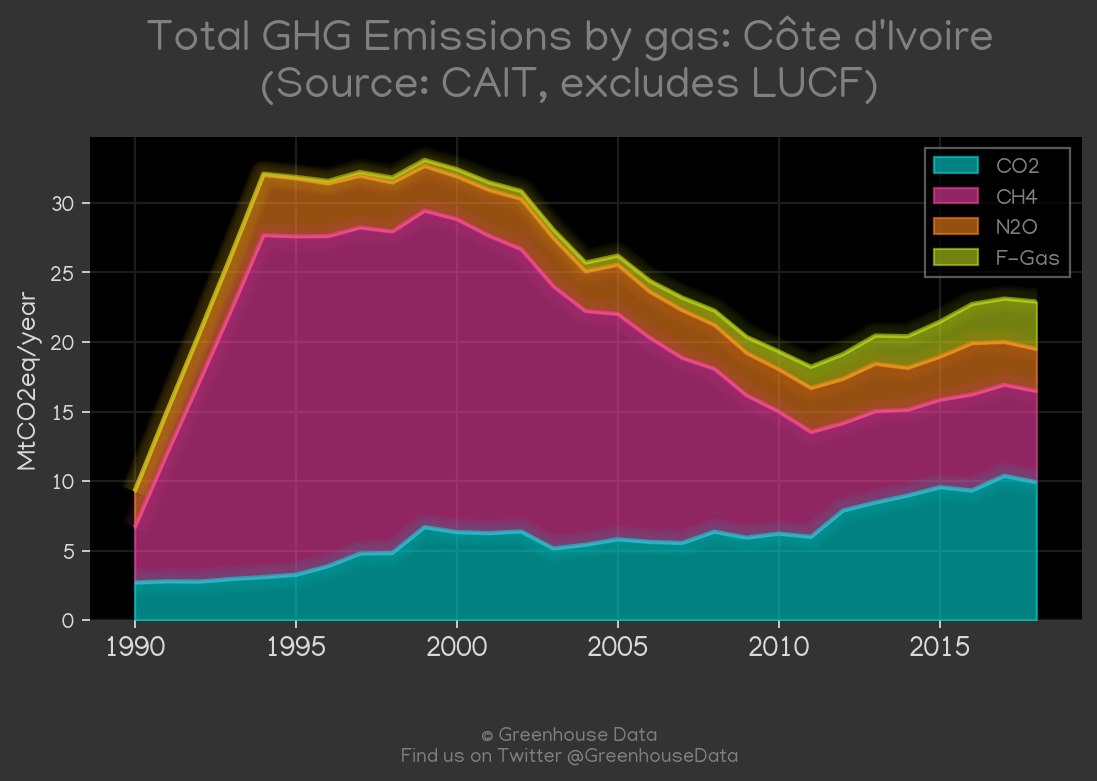 Total GHG Emissions by gas: Côte d'Ivoire
(Source: CAIT, excludes LUCF)
CO2
CH4
N2O
F-Gas
MtCO2eq/year
30
25
20
15
10
5
0
1990 1995 2000 2005 2010 2015
© Greenhouse Data
Find us on Twitter @GreenhouseData